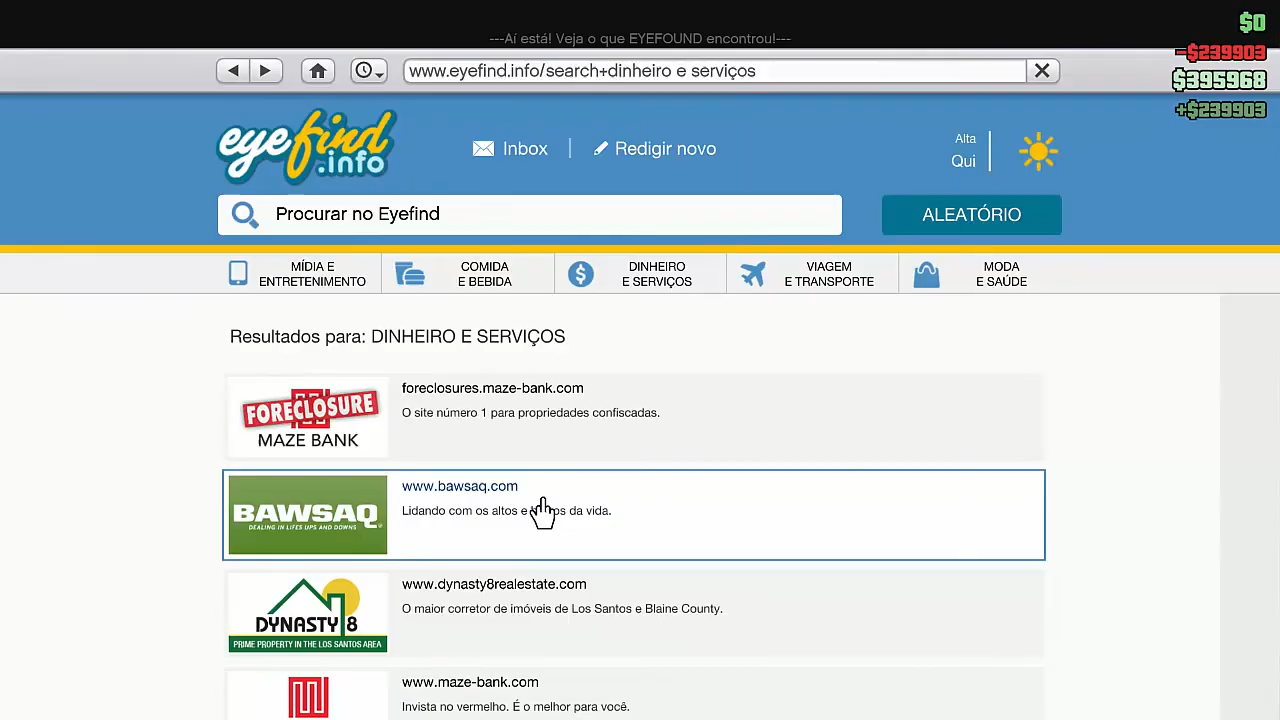 $0
---Aí está! Veja o que EYEFOUND encontrou!---
-$239903
www.eyefind.info/search+dinheiro e serviços
$395968
+$239903
eyefind.info
Inbox
Redigir novo
Alta
Qui
Procurar no Eyefind
ALEATÓRIO
MÍDIA E
ENTRETENIMENTO
COMIDA
E BEBIDA
DINHEIRO
E SERVIÇOS
VIAGEM
E TRANSPORTE
MODA
E SAÚDE
Resultados para: DINHEIRO E SERVIÇOS
FORECLOSURE
MAZE BANK
foreclosures.maze-bank.com
O site número 1 para propriedades confiscadas.
BAWSAQ
DEALING IN LIFES UPS AND DOWNS
www.bawsaq.com
Lidando com os altos e da vida.
DYNASTY 8
PRIME PROPERTY IN THE LOS SANTOS AREA
www.dynasty8realestate.com
O maior corretor de imóveis de Los Santos e Blaine County.
www.maze-bank.com
Invista no vermelho. É o melhor para você.